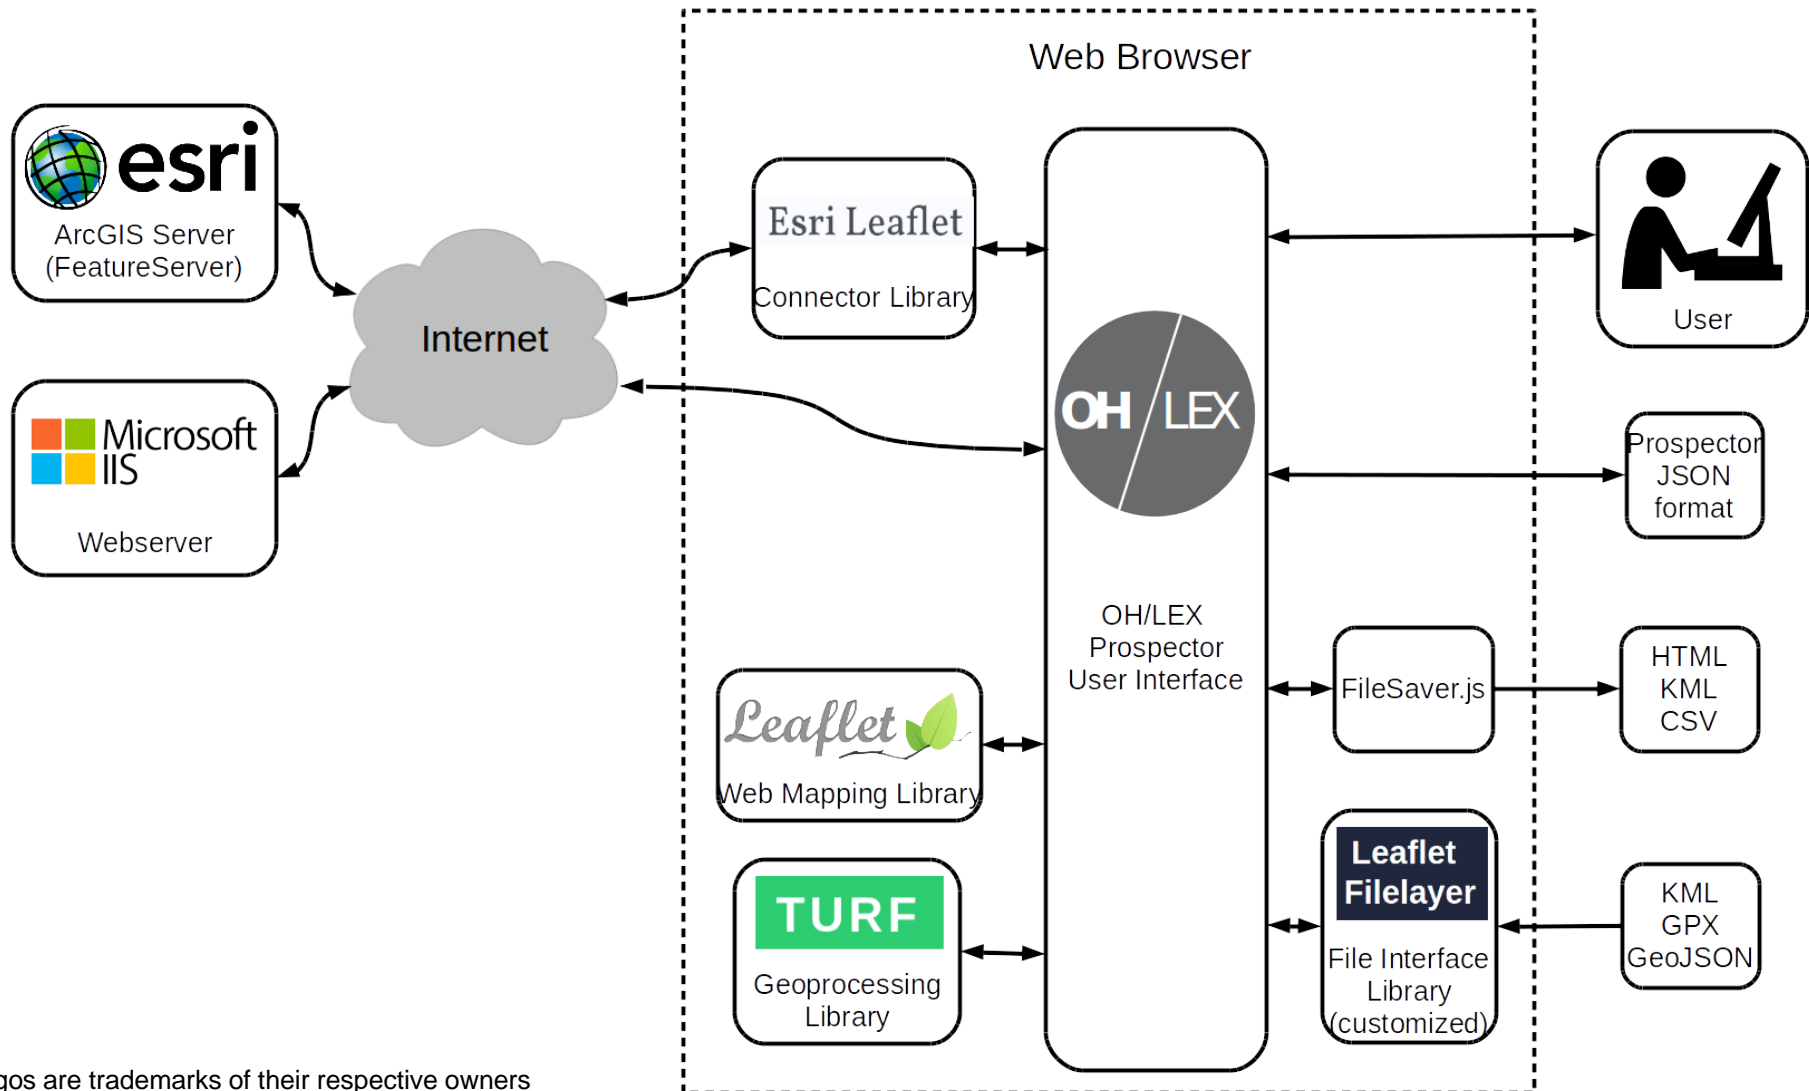 Web Browser
esri
ArcGIS Server
(FeatureServer)
Internet
Microsoft
IIS
Webserver
Esri Leaflet
Connector Library
OH/LEX
OH/LEX
Prospector
User Interface
Leaflet
Web Mapping Library
TURF
Geoprocessing
Library
User
Prospector
JSON
format
FileSaver.js
HTML
KML
CSV
Leaflet
Filelayer
File Interface
Library
(customized)
KML
GPX
GeoJSON
are trademarks of their respective owners